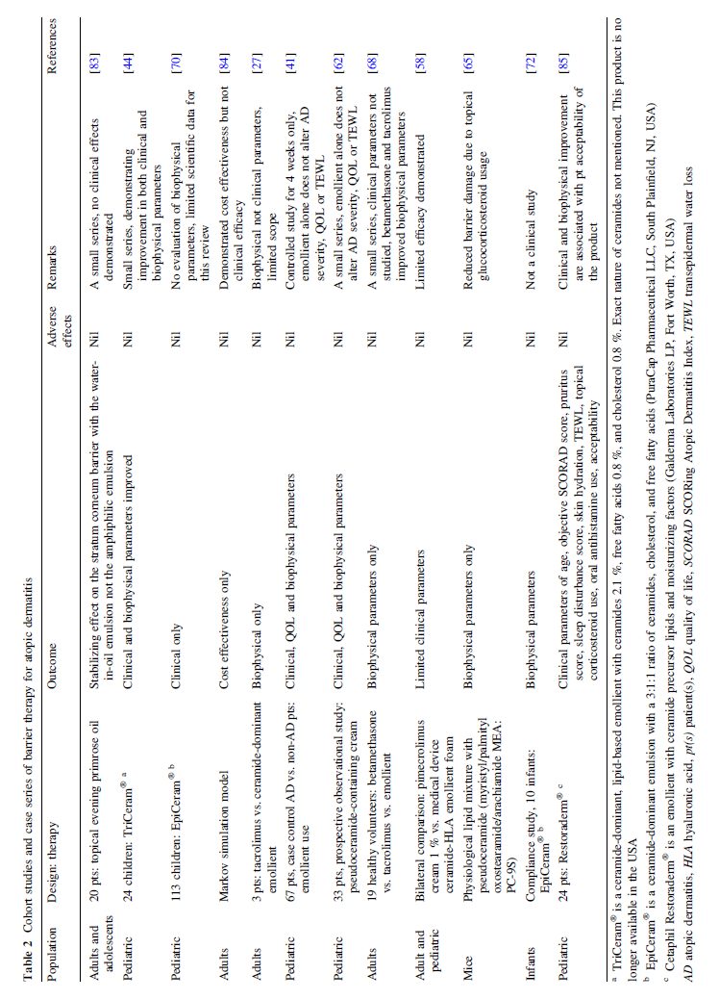 Table 2 Cohort studies and case series of barrier therapy for atopic dermatitis
Population Design: therapy Outcome Adverse effects Remarks References
Adults and adolescents 20 pts: topical evening primrose oil Stabilizing effect on the stratum corneum barrier with the water-in-oil emulsion not the amphiphilic emulsion Nil A small series, no clinical effects demonstrated [83]
Pediatric 24 children: TriCeram® a Clinical and biophysical parameters improved Nil Small series, demonstrating improvement in both clinical and biophysical parameters [44]
Pediatric 113 children: EpiCeram® b Clinical only Nil No evaluation of biophysical parameters, limited scientific data for this review [70]
Adults Markov simulation model Cost effectiveness only Nil Demonstrated cost effectiveness but not clinical efficacy [84]
Adults 3 pts: tacrolimus vs. ceramide-dominant emollient Biophysical only Nil Biophysical not clinical parameters, limited scope [27]
Pediatric 67 pts, case control AD vs. non-AD pts: emollient use Clinical, QOL and biophysical parameters Nil Controlled study for 4 weeks only, emollient alone does not alter AD severity, QOL or TEWL [41]
Pediatric 33 pts, prospective observational study: pseudoceramide-containing cream Clinical, QOL and biophysical parameters Nil A small series, emollient alone does not alter AD severity, QOL or TEWL [62]
Adults 19 healthy volunteers: betamethasone vs. tacrolimus vs. emollient Biophysical parameters only Nil A small series, clinical parameters not studied, betamethasone and tacrolimus improved biophysical parameters [68]
Adult and pediatric Bilateral comparison: pimecrolimus cream 1 % vs. medical device ceramide-HLA emollient foam Limited clinical parameters Nil Limited efficacy demonstrated [58]
Mice Physiological lipid mixture with pseudoceramide (myristyl/palmityl oxostearamide/arachiamide MEA: PC-9S) Biophysical parameters only Nil Reduced barrier damage due to topical glucocorticosteroid usage [65]
Infants Compliance study, 10 infants: EpiCeram® b Biophysical parameters Nil Not a clinical study [72]
Pediatric 24 pts: Restoraderm® c Clinical parameters of age, objective SCORAD score, pruritus score, sleep disturbance score, skin hydration, TEWL, topical corticosteroid use, oral antihistamine use, acceptability Nil Clinical and biophysical improvement are associated with pt acceptability of the product [85]
a TriCeram® is a ceramide-dominant, lipid-based emollient with ceramides 2.1 %, free fatty acids 0.8 %, and cholesterol 0.8 %. Exact nature of ceramides not mentioned. This product is no
longer available in the USA
b EpiCeram® is a ceramide-dominant emulsion with a 3:1:1 ratio of ceramides, cholesterol, and free fatty acids (PuraCap Pharmaceutical LLC, South Plainfield, NJ, USA)
c Cetaphil Restoraderm® is an emollient with ceramide precursor lipids and moisturizing factors (Galderma Laboratories LP, Fort Worth, TX, USA)
AD atopic dermatitis, HLA hyaluronic acid, pt(s) patient(s), QOL quality of life, SCORAD SCORing Atopic Dermatitis Index, TEWL transepidermal water loss